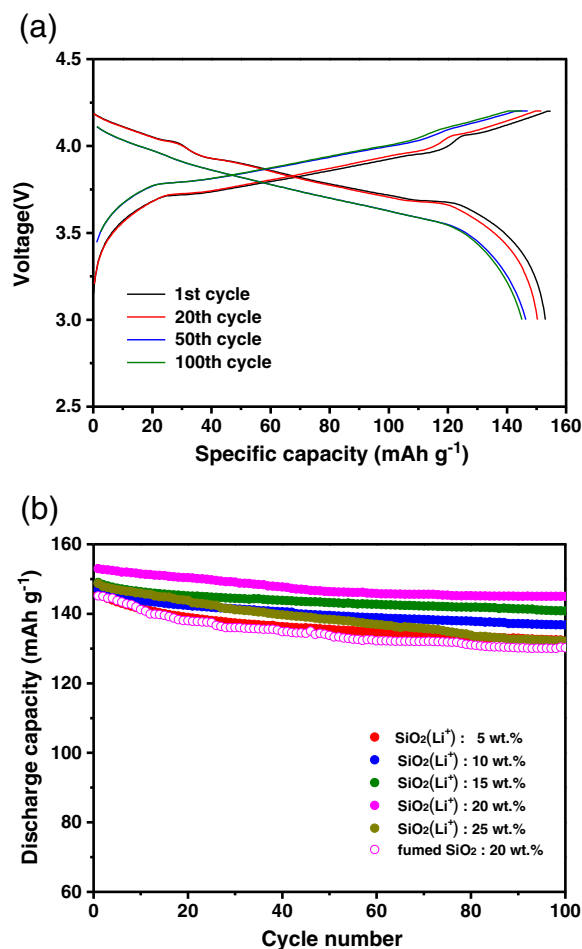 (a)
4.5
4.0
3.5
3.0
2.5
Voltage(V)
1st cycle
20th cycle
50th cycle
100th cycle
0 20 40 60 80 100 120 140 160
Specific capacity (mAh g⁻¹)
(b)
160
140
120
100
80
60
Discharge capacity (mAh g⁻¹)
SiO₂(Li⁺) : 5 wt.%
SiO₂(Li⁺) : 10 wt.%
SiO₂(Li⁺) : 15 wt.%
SiO₂(Li⁺) : 20 wt.%
SiO₂(Li⁺) : 25 wt.%
fumed SiO₂ : 20 wt.%
0 20 40 60 80 100
Cycle number